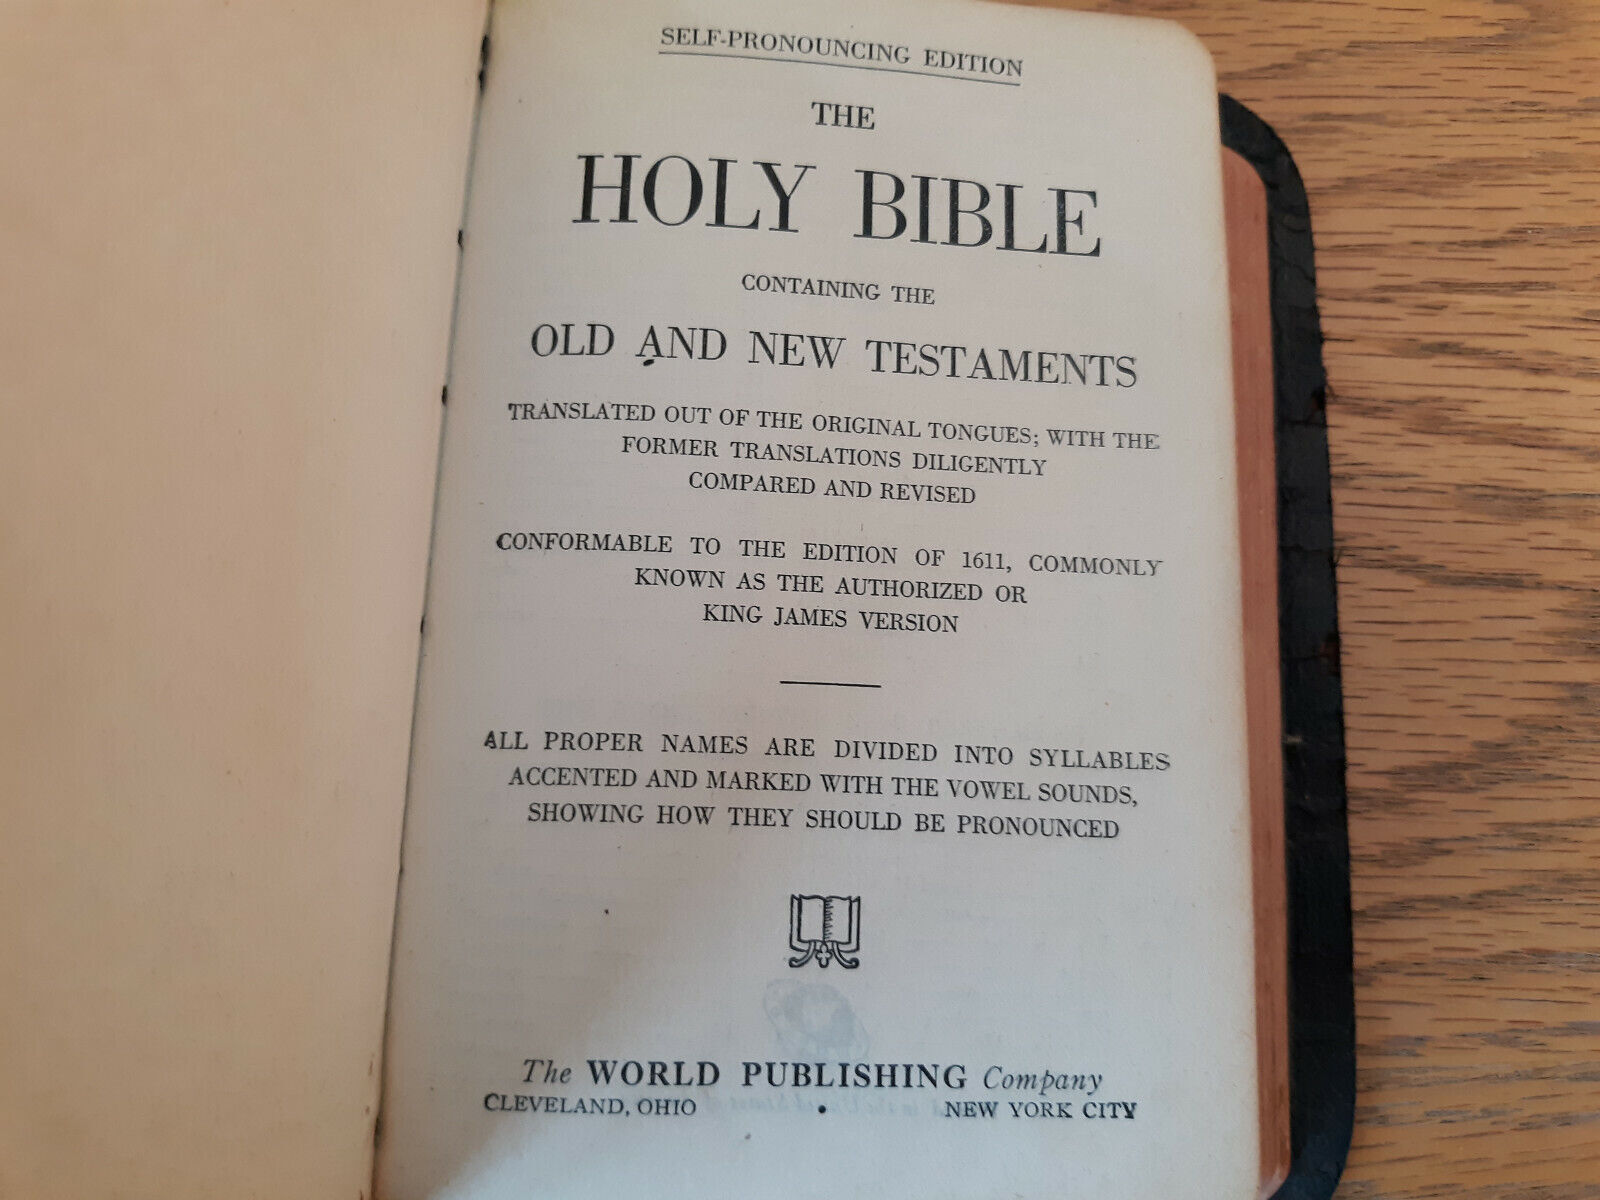 SELF-PRONOUNCING EDITION
THE
HOLY BIBLE
CONTAINING THE
OLD AND NEW TESTAMENTS
TRANSLATED OUT OF THE ORIGINAL TONGUES; WITH THE
FORMER TRANSLATIONS DILIGENTLY
COMPARED AND REVISED
CONFORMABLE TO THE EDITION OF 1611, COMMONLY
KNOWN AS THE AUTHORIZED OR
KING JAMES VERSION
ALL PROPER NAMES ARE DIVIDED INTO SYLLABLES
ACCENTED AND MARKED WITH THE VOWEL SOUNDS,
SHOWING HOW THEY SHOULD BE PRONOUNCED
The WORLD PUBLISHING Company
CLEVELAND, OHIO • NEW YORK CITY